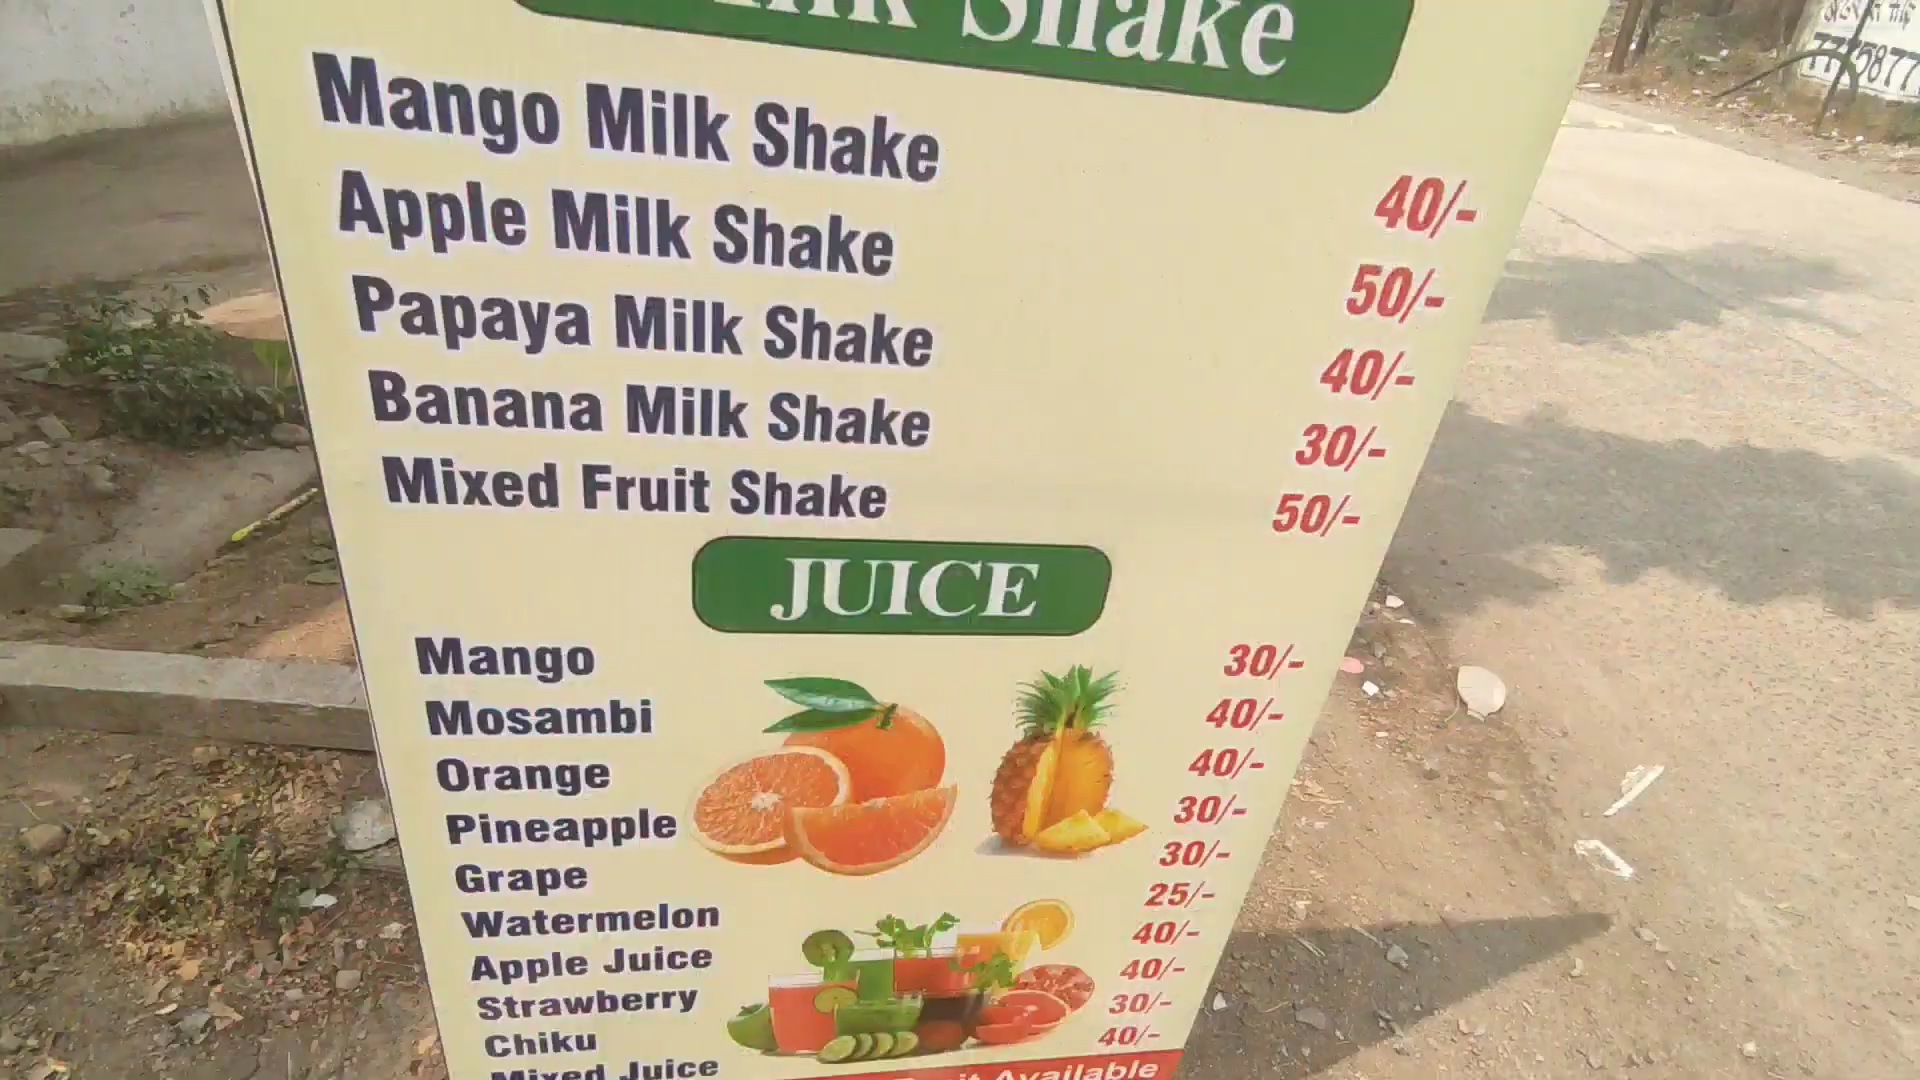 Shake
Mango Milk Shake 40/-
Apple Milk Shake 50/-
Papaya Milk Shake 40/-
Banana Milk Shake 30/-
Mixed Fruit Shake 50/-
JUICE
Mango 30/-
Mosambi 40/-
Orange 40/-
Pineapple 30/-
Grape 30/-
Watermelon 25/-
Apple Juice 40/-
Strawberry 40/-
Chiku 30/-
Mixed Juice 40/-
Available